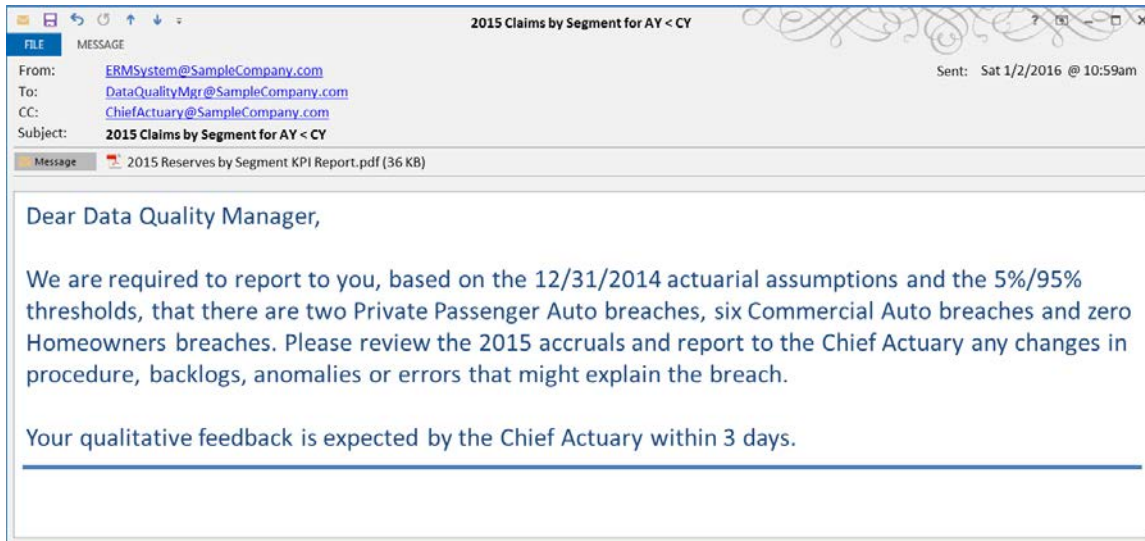 2015 Claims by Segment for AY < CY
FILE MESSAGE
From: ERMSystem@SampleCompany.com Sent: Sat 1/2/2016 @ 10:59am
To: DataQualityMgr@SampleCompany.com
CC: ChiefActuary@SampleCompany.com
Subject: 2015 Claims by Segment for AY < CY
Message 2015 Reserves by Segment KPI Report.pdf (36 KB)
Dear Data Quality Manager,
We are required to report to you, based on the 12/31/2014 actuarial assumptions and the 5%/95%
thresholds, that there are two Private Passenger Auto breaches, six Commercial Auto breaches and zero
Homeowners breaches. Please review the 2015 accruals and report to the Chief Actuary any changes in
procedure, backlogs, anomalies or errors that might explain the breach.
Your qualitative feedback is expected by the Chief Actuary within 3 days.